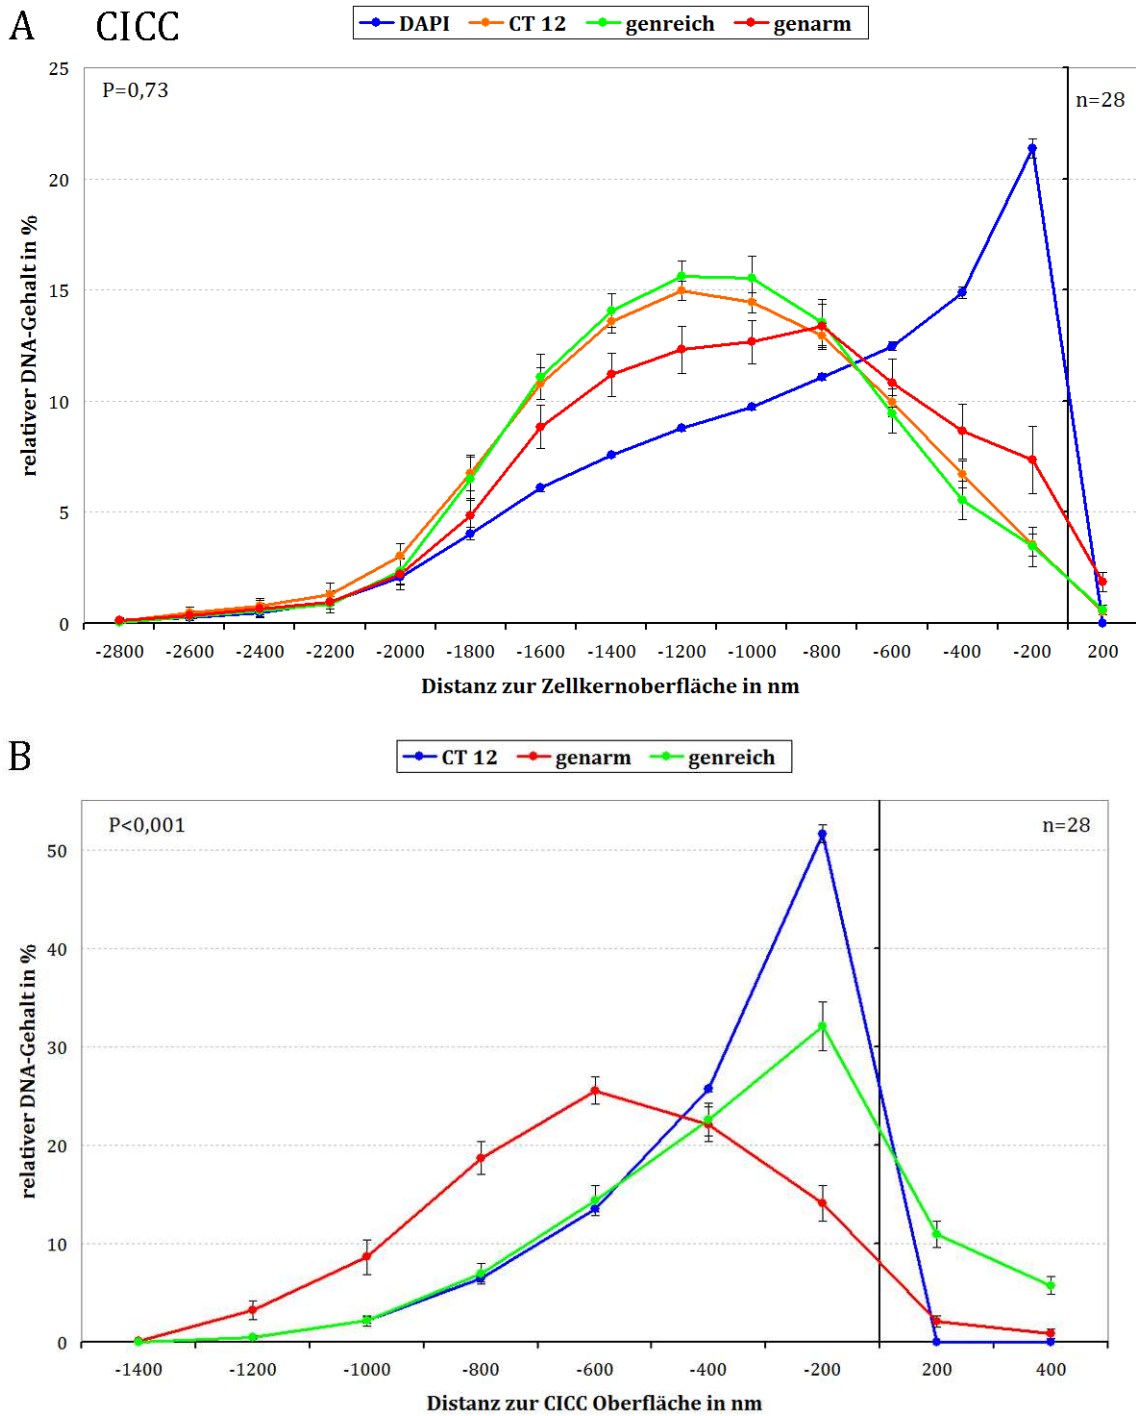 A CICC
DAPI CT 12 genreich genarm
P=0,73
n=28
relativer DNA-Gehalt in %
25
20
15
10
5
0
-2800 -2600 -2400 -2200 -2000 -1800 -1600 -1400 -1200 -1000 -800 -600 -400 -200 200
Distanz zur Zellkernoberfläche in nm
B
CT 12 genarm genreich
P<0,001
n=28
relativer DNA-Gehalt in %
50
40
30
20
10
0
-1400 -1200 -1000 -800 -600 -400 -200 200 400
Distanz zur CICC Oberfläche in nm